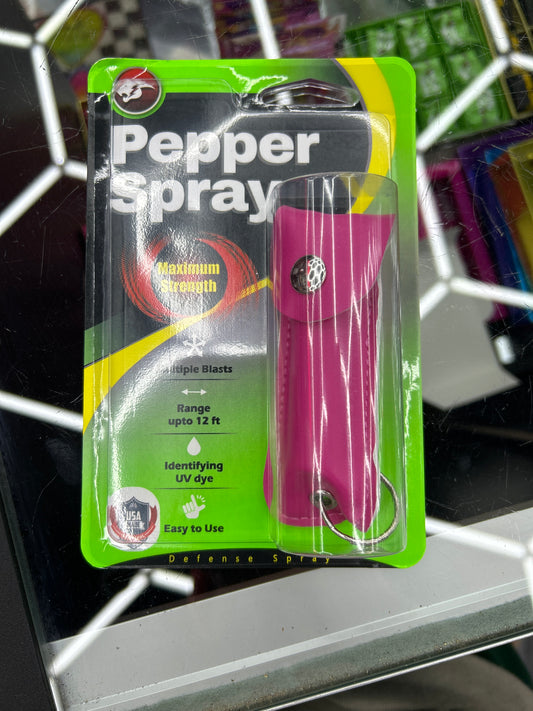 Pepper
Spray
Maximum
Strength
Multiple Blasts
Range
upto 12 ft
Identifying
UV dye
Easy to Use
USA
MADE
Defense Spray